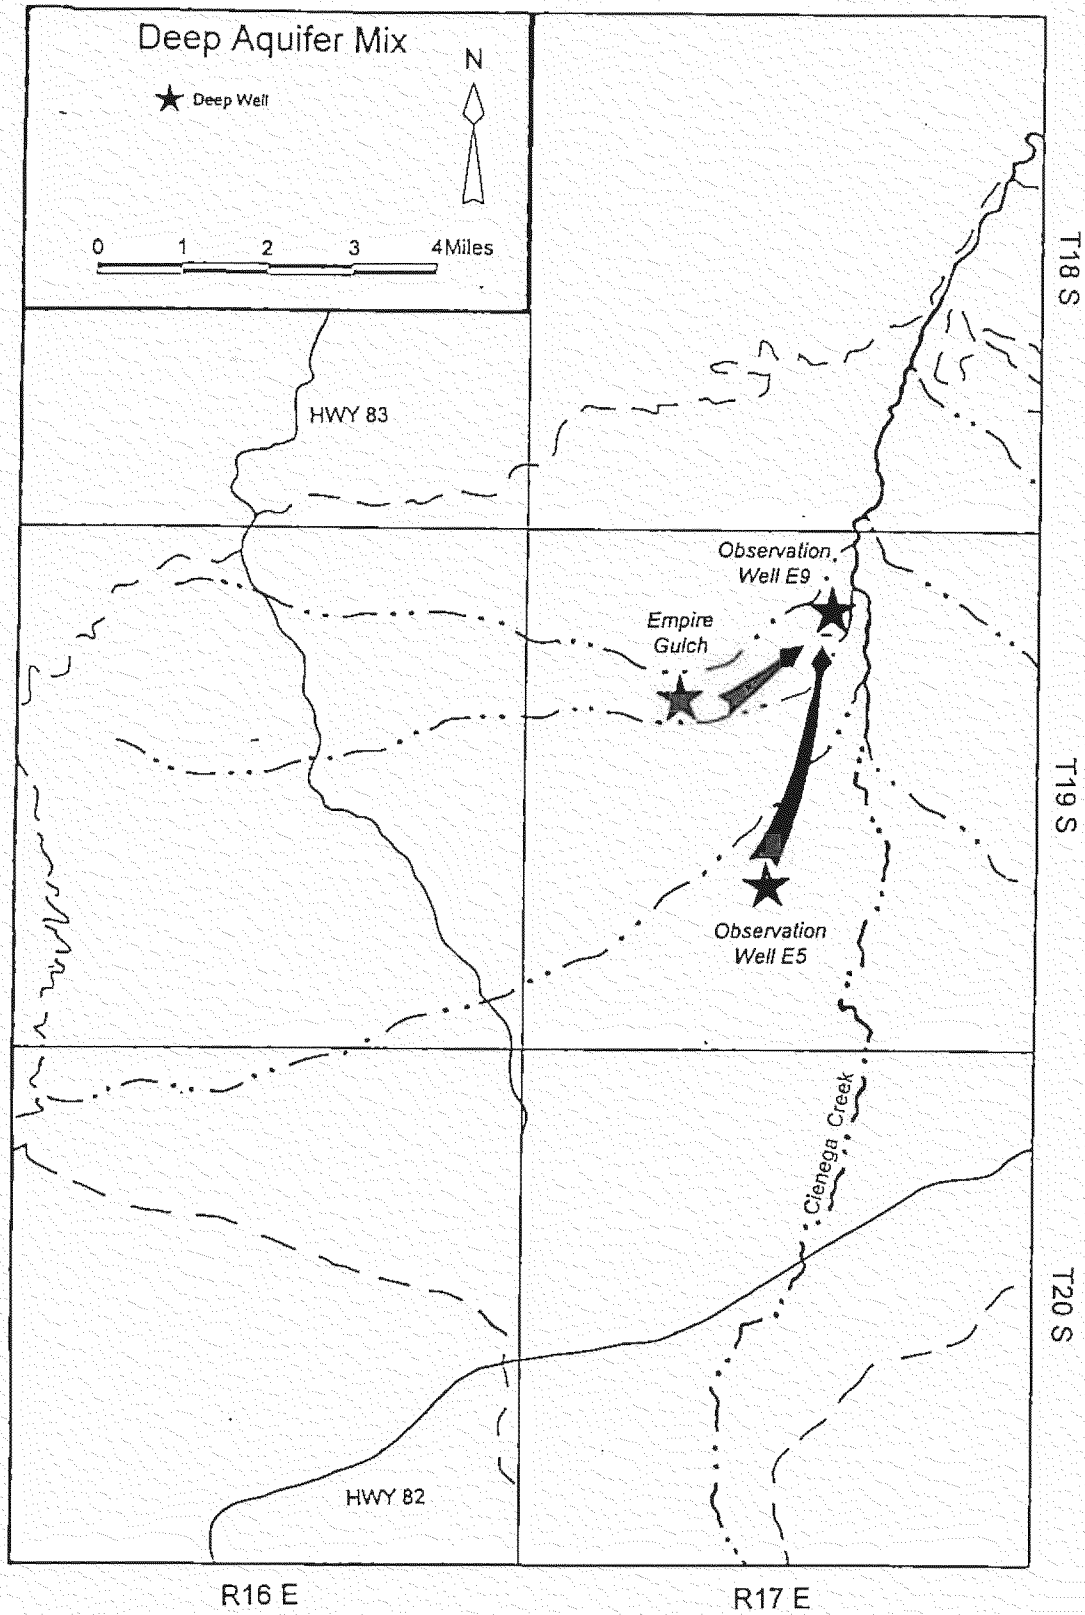 Deep Aquifer Mix
N
Deep Well
0 1 2 3 4 Miles
T18 S
HWY 83
Observation
Well E9
Empire
Gulch
T19 S
Observation
Well E5
Cienega Creek
T20 S
HWY 82
R16 E
R17 E